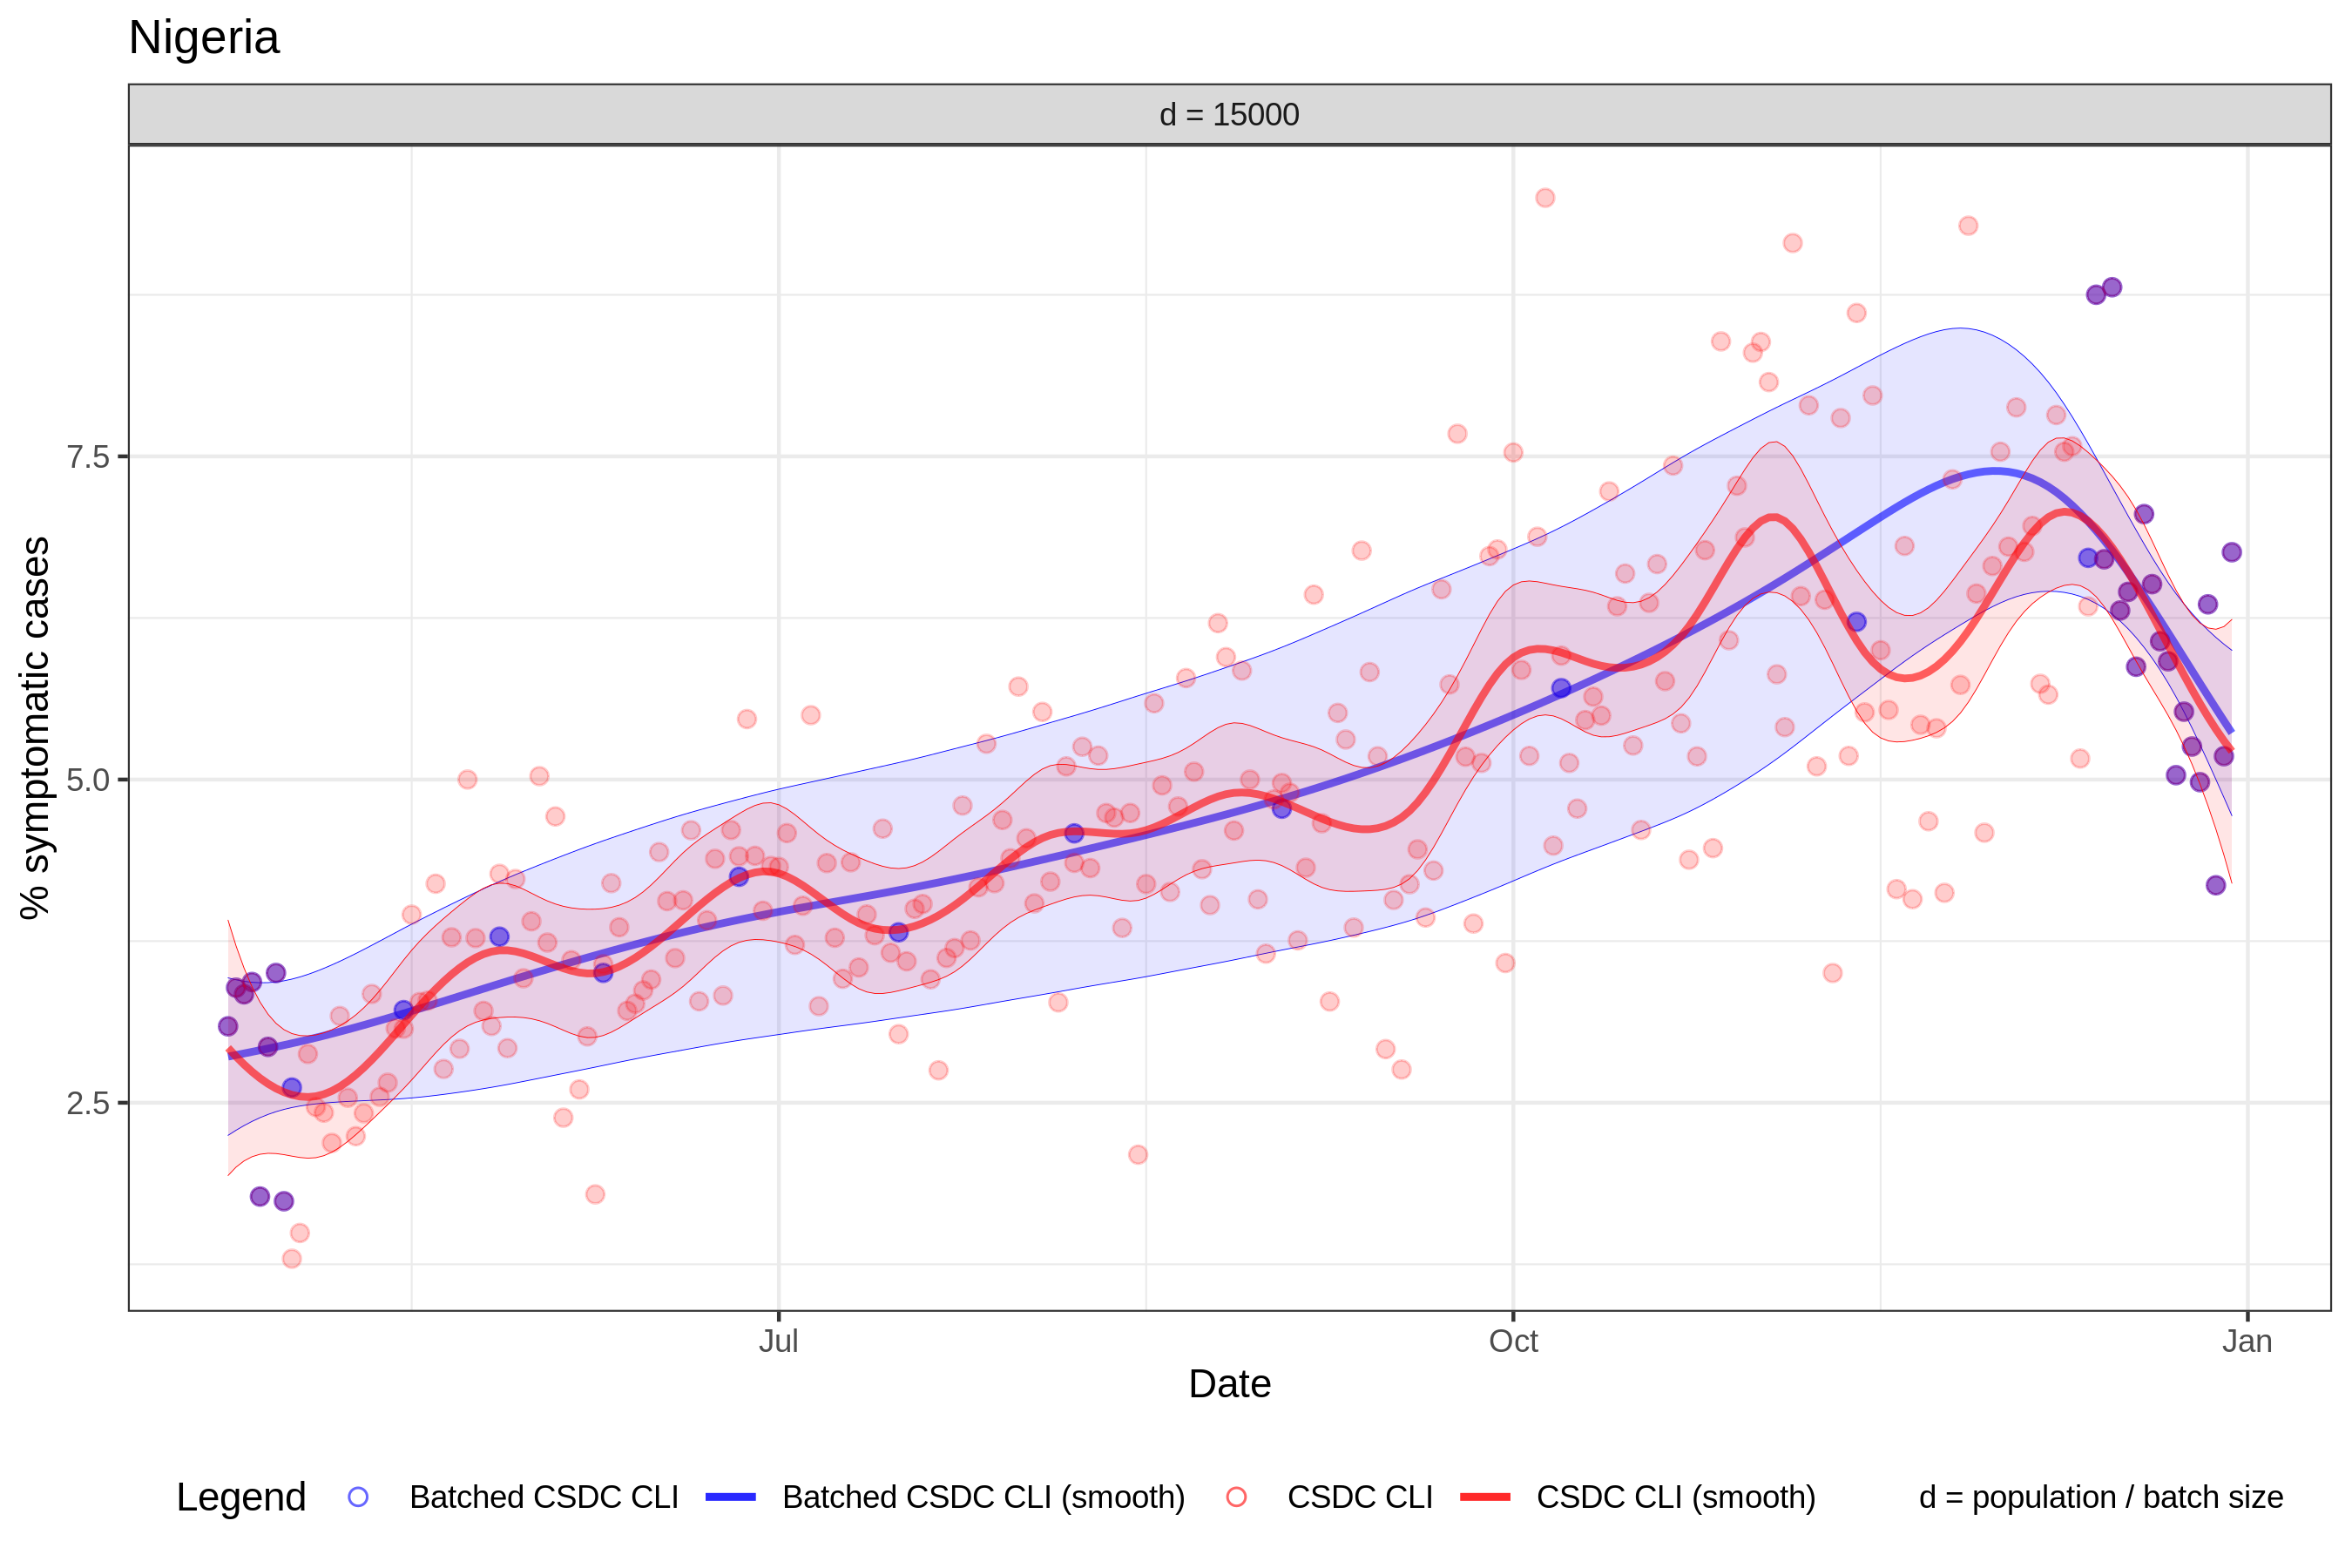 Nigeria
d = 15000
% symptomatic cases
7.5
5.0
2.5
Jul Oct Jan
Date
Legend Batched CSDC CLI Batched CSDC CLI (smooth) CSDC CLI CSDC CLI (smooth) d = population / batch size